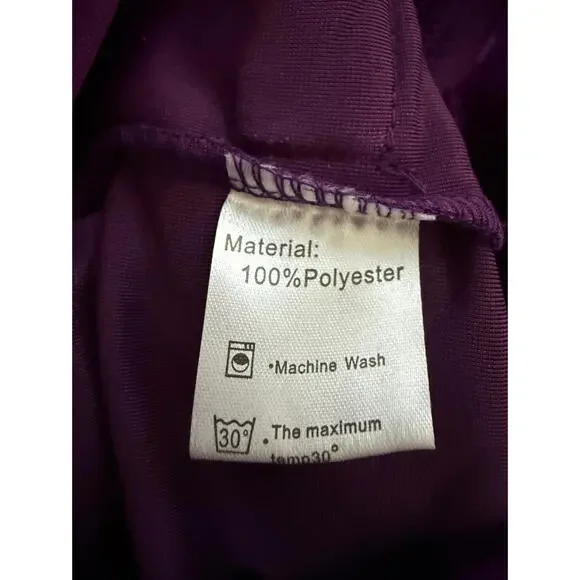 Material:
100%Polyester
•Machine Wash
30° •The maximum
temp30°